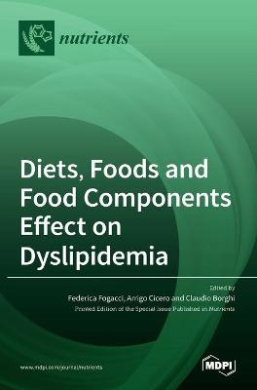 nutrients
Diets, Foods and
Food Components
Effect on
Dyslipidemia
Edited by
Federica Fogacci, Arrigo Cicero and Claudio Borghi
Printed Edition of the Special Issue Published in Nutrients
www.mdpi.com/journal/nutrients
MDPI